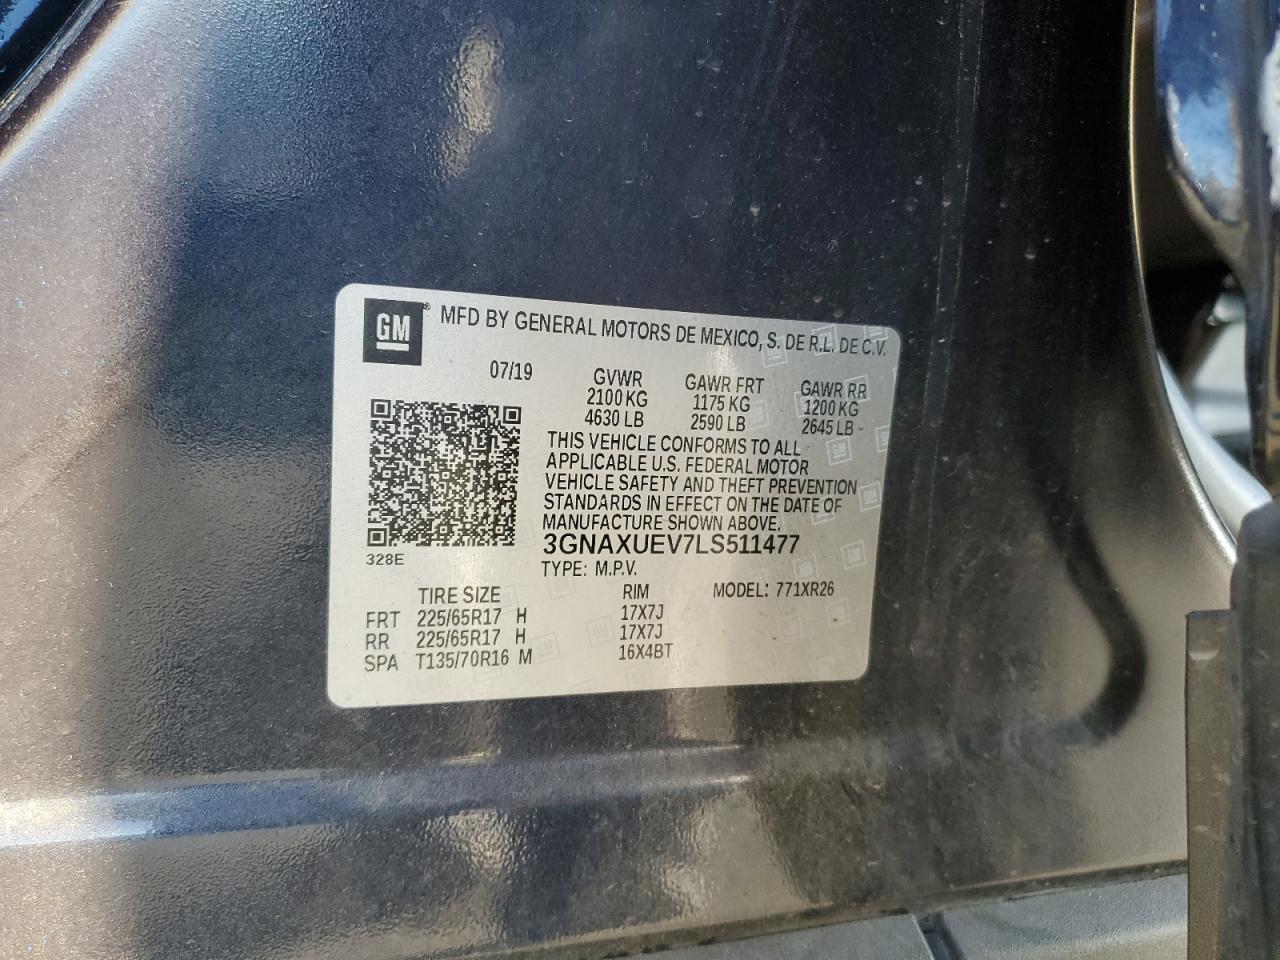 GM® MFD BY GENERAL MOTORS DE MEXICO, S. DE R.L. DE C.V.
07/19 GVWR GAWR FRT GAWR RR
2100 KG 1175 KG 1200 KG
4630 LB 2590 LB 2645 LB
THIS VEHICLE CONFORMS TO ALL
APPLICABLE U.S. FEDERAL MOTOR
VEHICLE SAFETY AND THEFT PREVENTION
STANDARDS IN EFFECT ON THE DATE OF
MANUFACTURE SHOWN ABOVE.
3GNAXUEV7LS511477
328E
TYPE: M.P.V.
TIRE SIZE RIM MODEL: 771XR26
FRT 225/65R17 H 17X7J
RR 225/65R17 H 17X7J
SPA T135/70R16 M 16X4BT